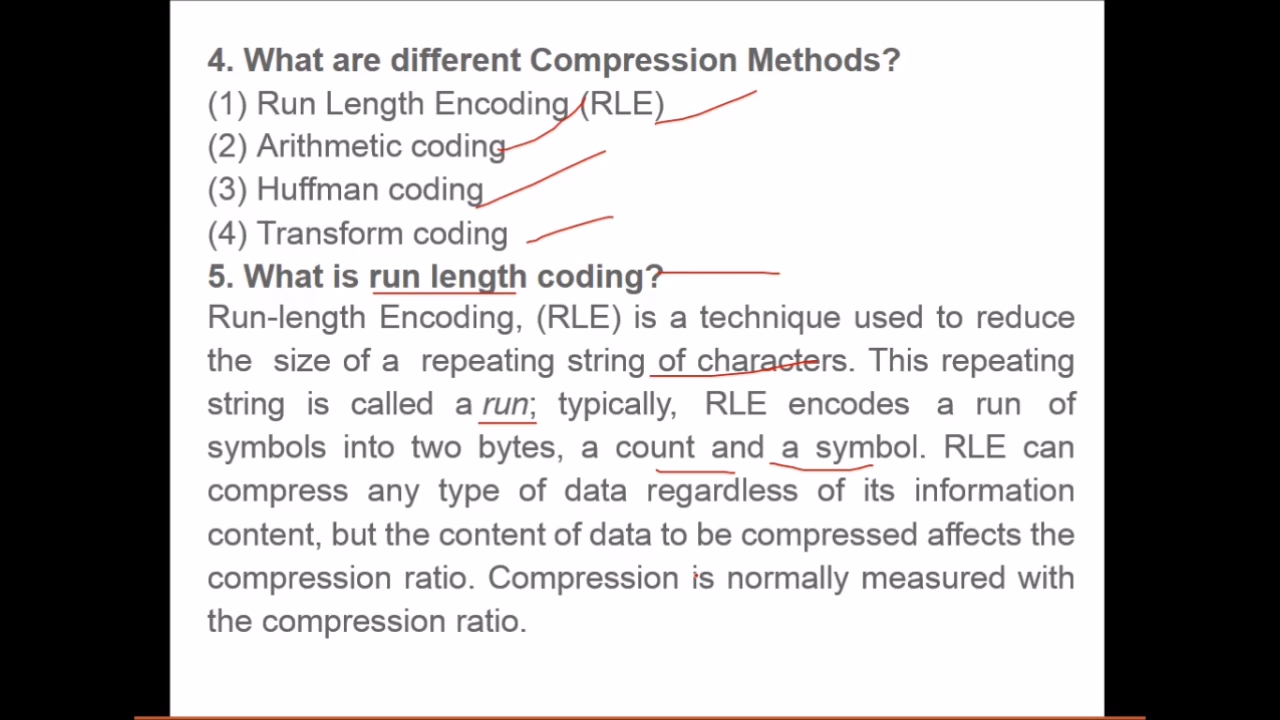 4. What are different Compression Methods?
(1) Run Length Encoding (RLE)
(2) Arithmetic coding
(3) Huffman coding
(4) Transform coding
5. What is run length coding?
Run-length Encoding, (RLE) is a technique used to reduce
the size of a repeating string of characters. This repeating
string is called a run; typically, RLE encodes a run of
symbols into two bytes, a count and a symbol. RLE can
compress any type of data regardless of its information
content, but the content of data to be compressed affects the
compression ratio. Compression is normally measured with
the compression ratio.